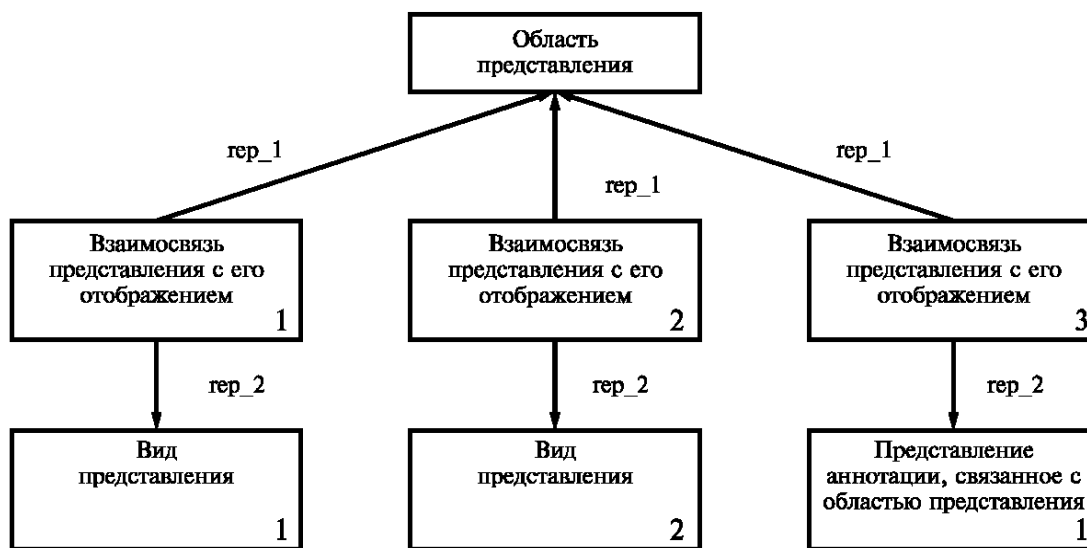 Область
представления
rep_1
rep_1
rep_1
Взаимосвязь
представления с его
отображением
1
Взаимосвязь
представления с его
отображением
2
Взаимосвязь
представления с его
отображением
3
rep_2
rep_2
rep_2
Вид
представления
1
Вид
представления
2
Представление
аннотации, связанное с
областью представления
1